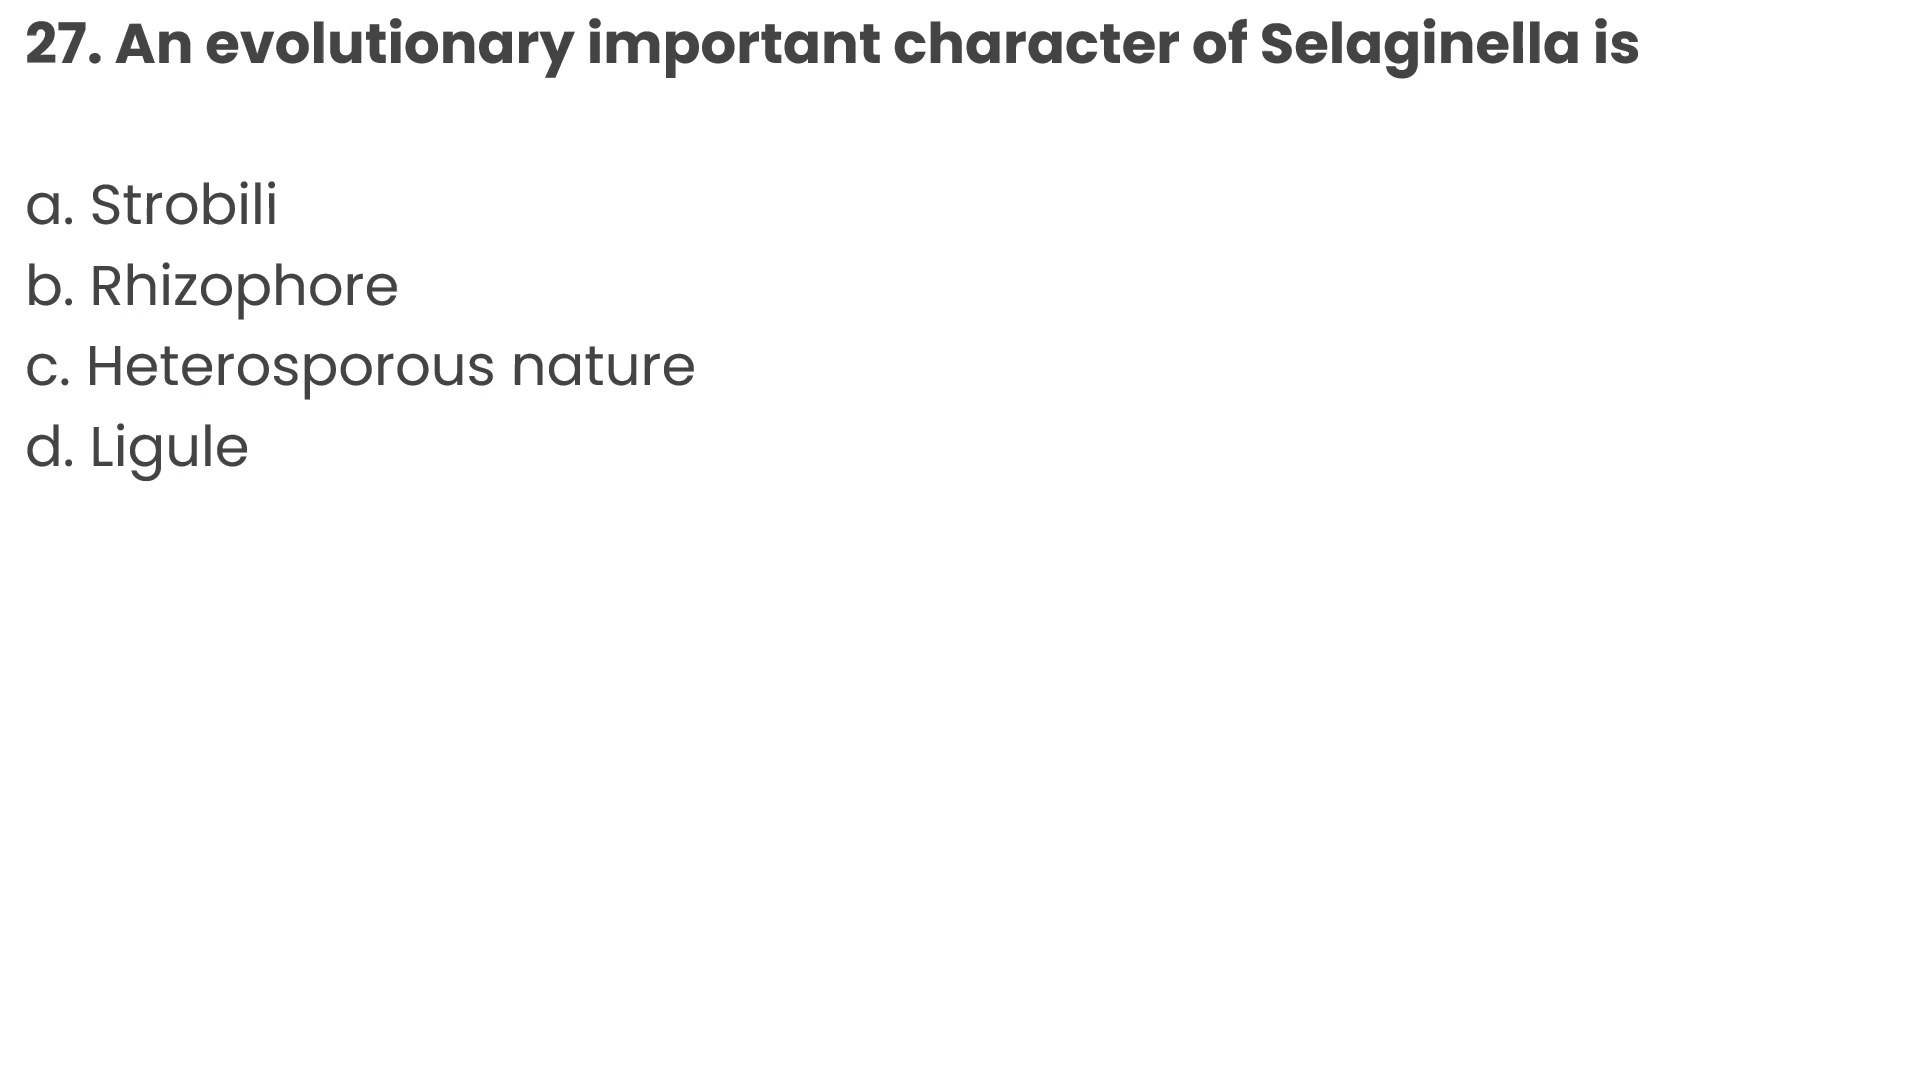 27. An evolutionary important character of Selaginella is
a. Strobili
b. Rhizophore
c. Heterosporous nature
d. Ligule